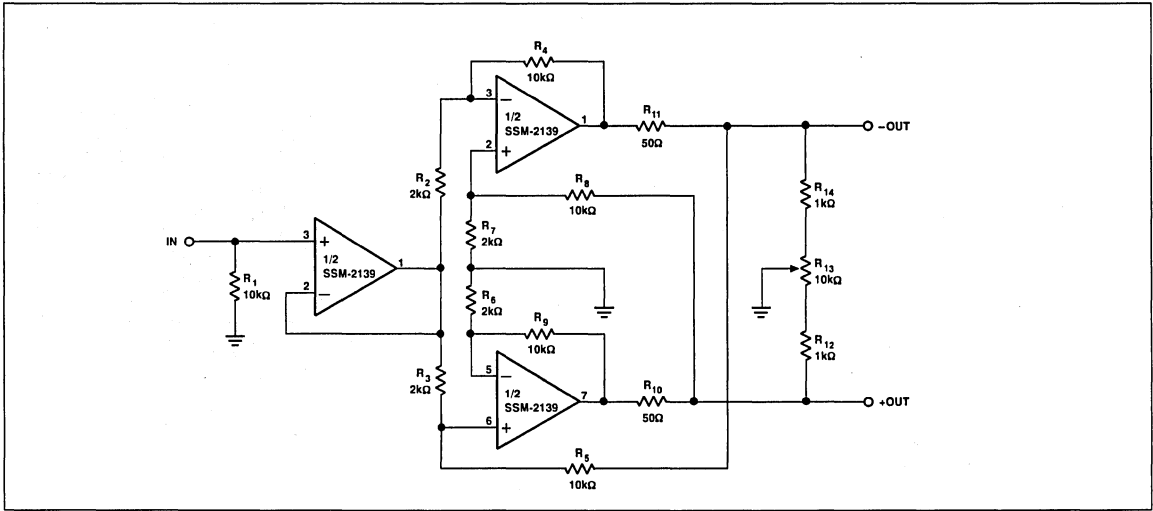 R4
10kΩ
3
−
1/2
SSM-2139
1
2
+
R11
50Ω
−OUT
R2
2kΩ
R8
10kΩ
R14
1kΩ
R7
2kΩ
IN
3
+
1/2
SSM-2139
1
2
−
R1
10kΩ
R13
10kΩ
R6
2kΩ
R9
10kΩ
R12
1kΩ
R3
2kΩ
5
−
1/2
SSM-2139
7
6
+
R10
50Ω
+OUT
R5
10kΩ